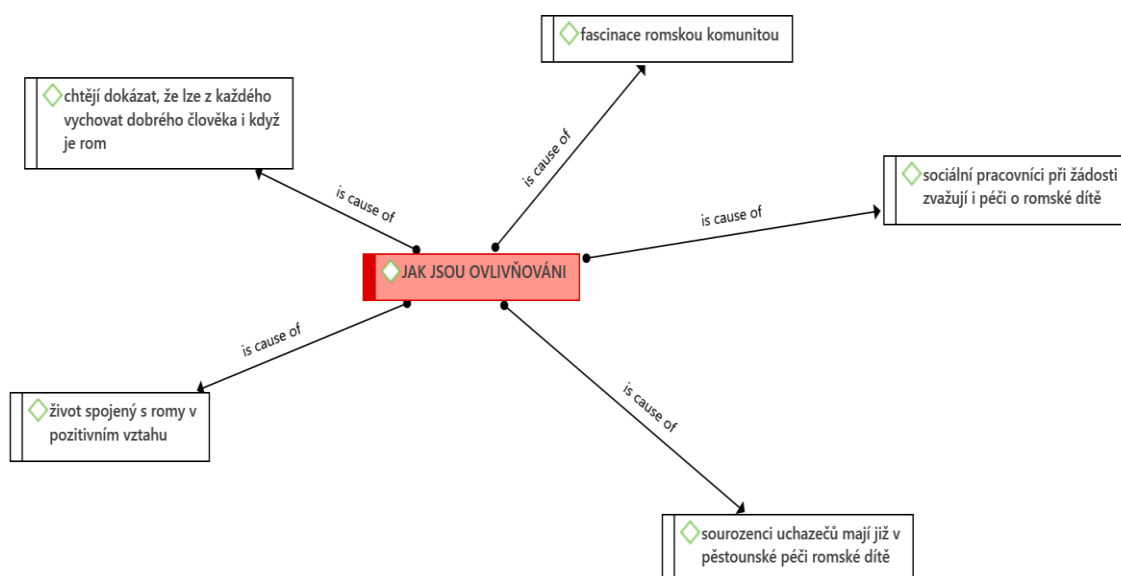 fascinace romskou komunitou
chtějí dokázat, že lze z každého
vychovat dobrého člověka i když
je rom
is cause of
sociální pracovníci při žádosti
zvažují i péči o romské dítě
is cause of
is cause of
JAK JSOU OVLIVŇOVÁNI
is cause of
is cause of
život spojený s romy v
pozitivním vztahu
sourozenci uchazečů mají již v
pěstounské péči romské dítě